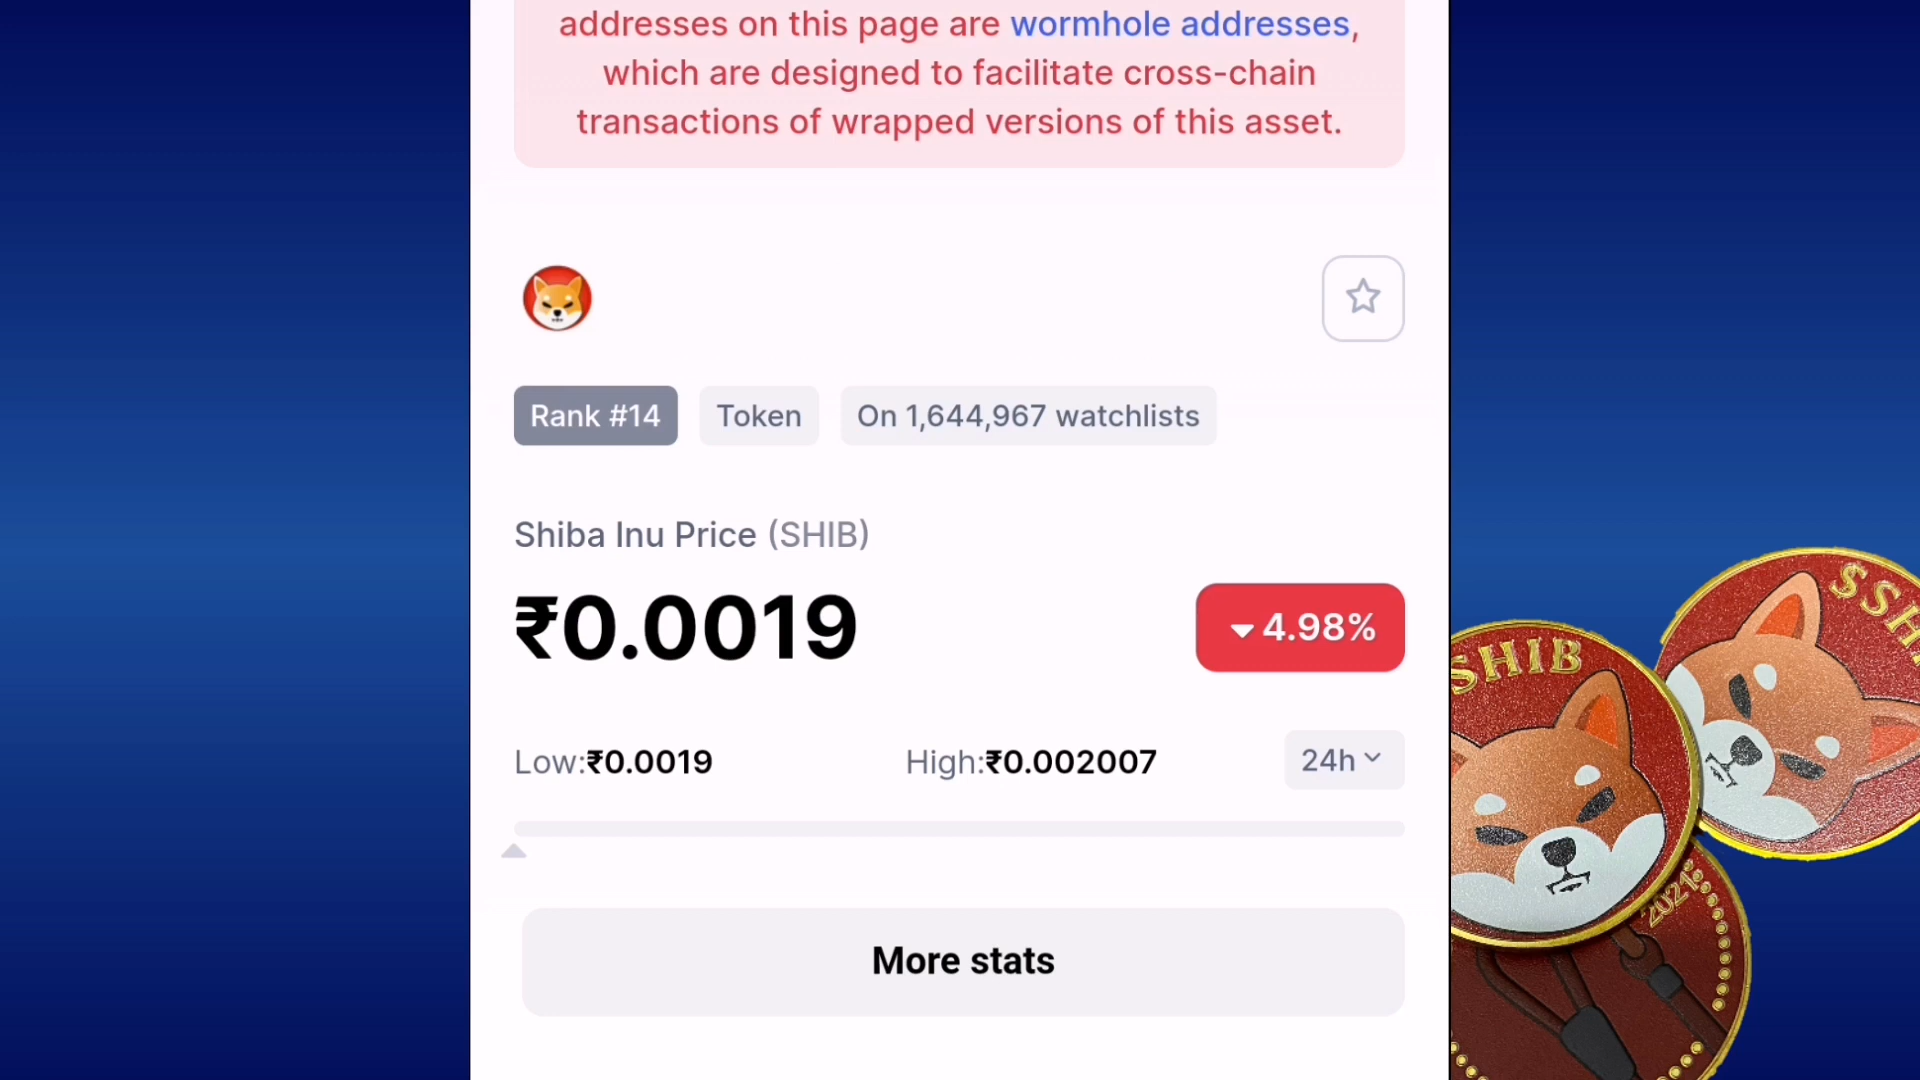 addresses on this page are wormhole addresses,
which are designed to facilitate cross-chain
transactions of wrapped versions of this asset.
Rank #14
Token
On 1,644,967 watchlists
Shiba Inu Price (SHIB)
₹0.0019
4.98%
Low:₹0.0019
High:₹0.002007
24h
More stats
SHIB
$SHI
2021